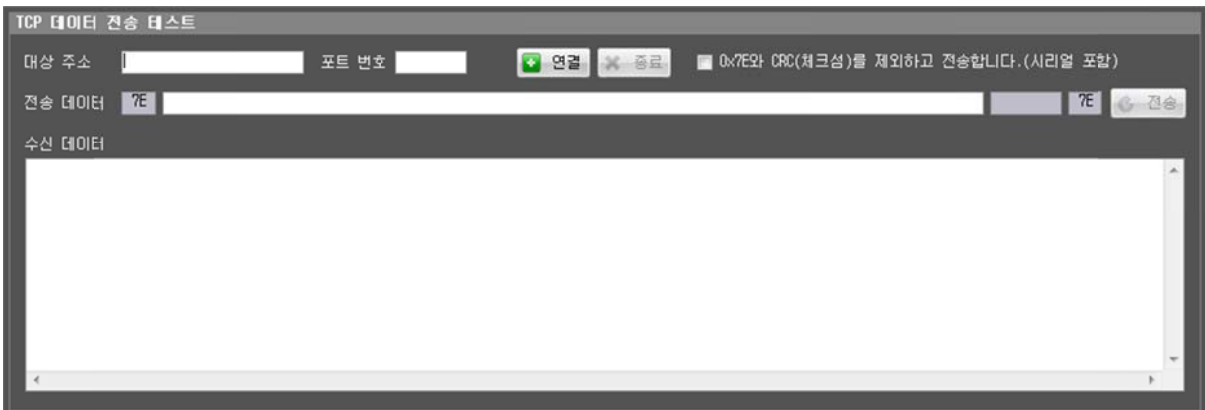 TCP 데이터 전송 테스트
대상 주소 포트 번호 연결 종료 0x7E와 CRC(체크섬)를 제외하고 전송합니다.(시리얼 포함)
전송 데이터 7E 7E 전송
수신 데이터